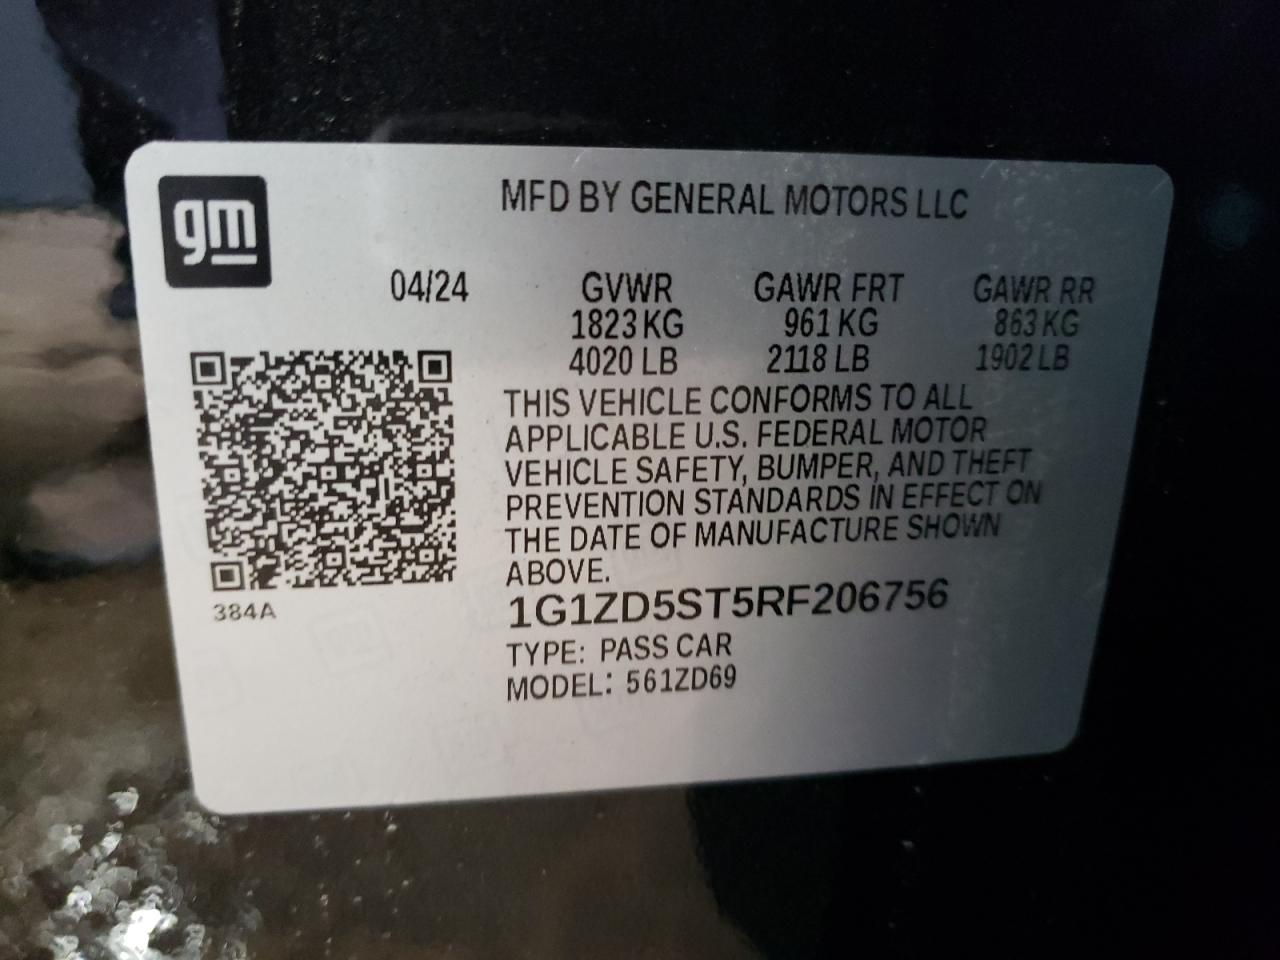 gm
MFD BY GENERAL MOTORS LLC
04/24 GVWR GAWR FRT GAWR RR
1823 KG 961 KG 863 KG
4020 LB 2118 LB 1902 LB
THIS VEHICLE CONFORMS TO ALL
APPLICABLE U.S. FEDERAL MOTOR
VEHICLE SAFETY, BUMPER, AND THEFT
PREVENTION STANDARDS IN EFFECT ON
THE DATE OF MANUFACTURE SHOWN
ABOVE.
384A
1G1ZD5ST5RF206756
TYPE: PASS CAR
MODEL: 561ZD69